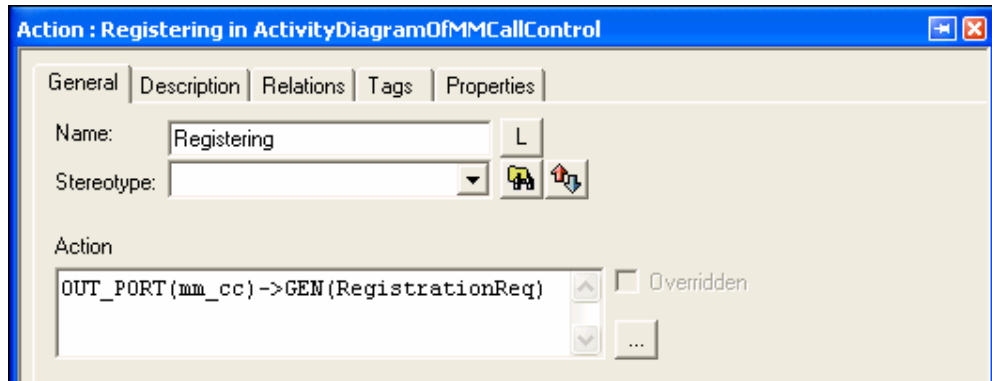 Action : Registering in ActivityDiagramOfMMCallControl
General Description Relations Tags Properties
Name: Registering L
Stereotype:
Action
OUT_PORT(mm_cc)->GEN(RegistrationReq)
Overridden
...